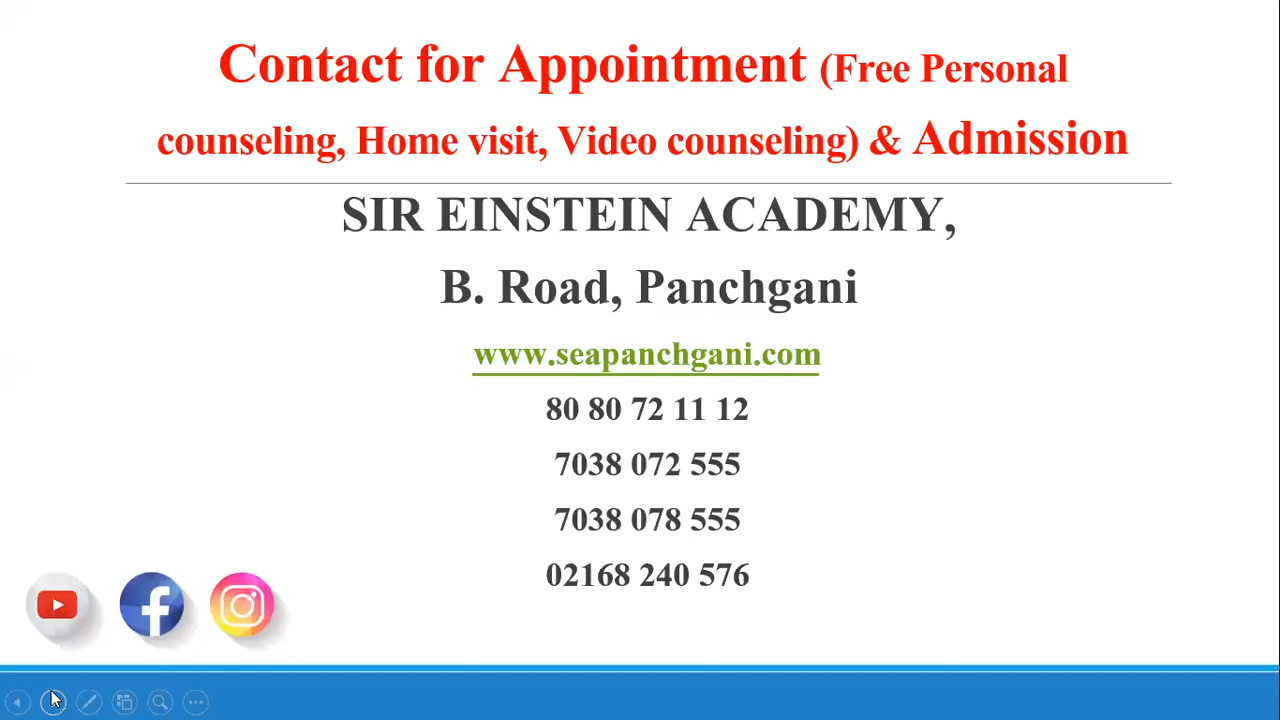 Contact for Appointment (Free Personal
counseling, Home visit, Video counseling) & Admission
SIR EINSTEIN ACADEMY,
B. Road, Panchgani
www.seapanchgani.com
80 80 72 11 12
7038 072 555
7038 078 555
02168 240 576